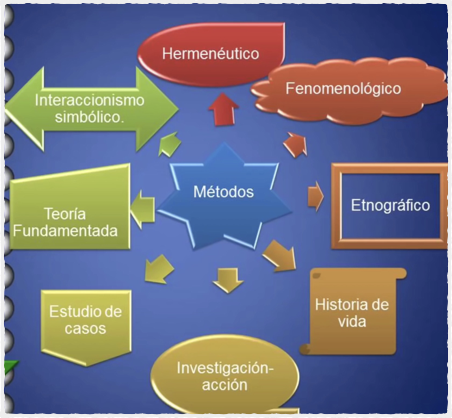 Hermenéutico
Fenomenológico
Interaccionismo
simbólico.
Métodos
Etnográfico
Teoría
Fundamentada
Historia de
vida
Estudio de
casos
Investigación-
acción